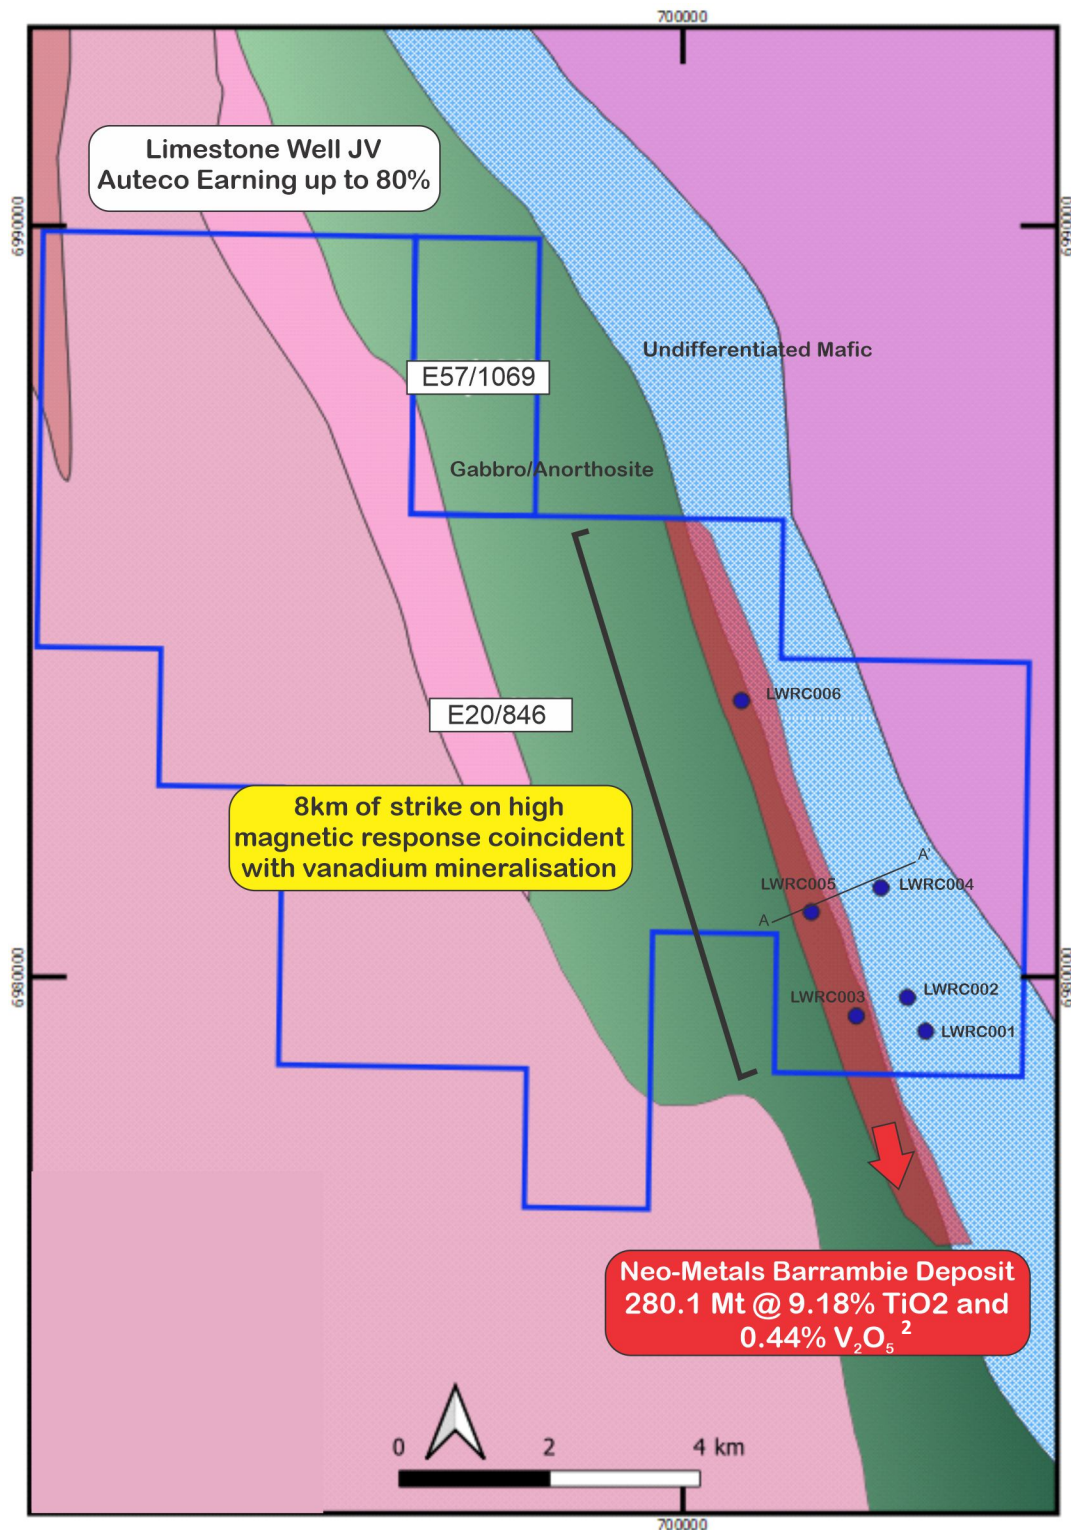 700000
Limestone Well JV
Auteco Earning up to 80%
6990000
6990000
Undifferentiated Mafic
E57/1069
Gabbro/Anorthosite
LWRC006
E20/846
8km of strike on high
magnetic response coincident
with vanadium mineralisation
A'
LWRC005
LWRC004
A
6980000
6980000
LWRC003
LWRC002
LWRC001
Neo-Metals Barrambie Deposit
280.1 Mt @ 9.18% TiO2 and
0.44% V₂O₅ ²
0 2 4 km
700000